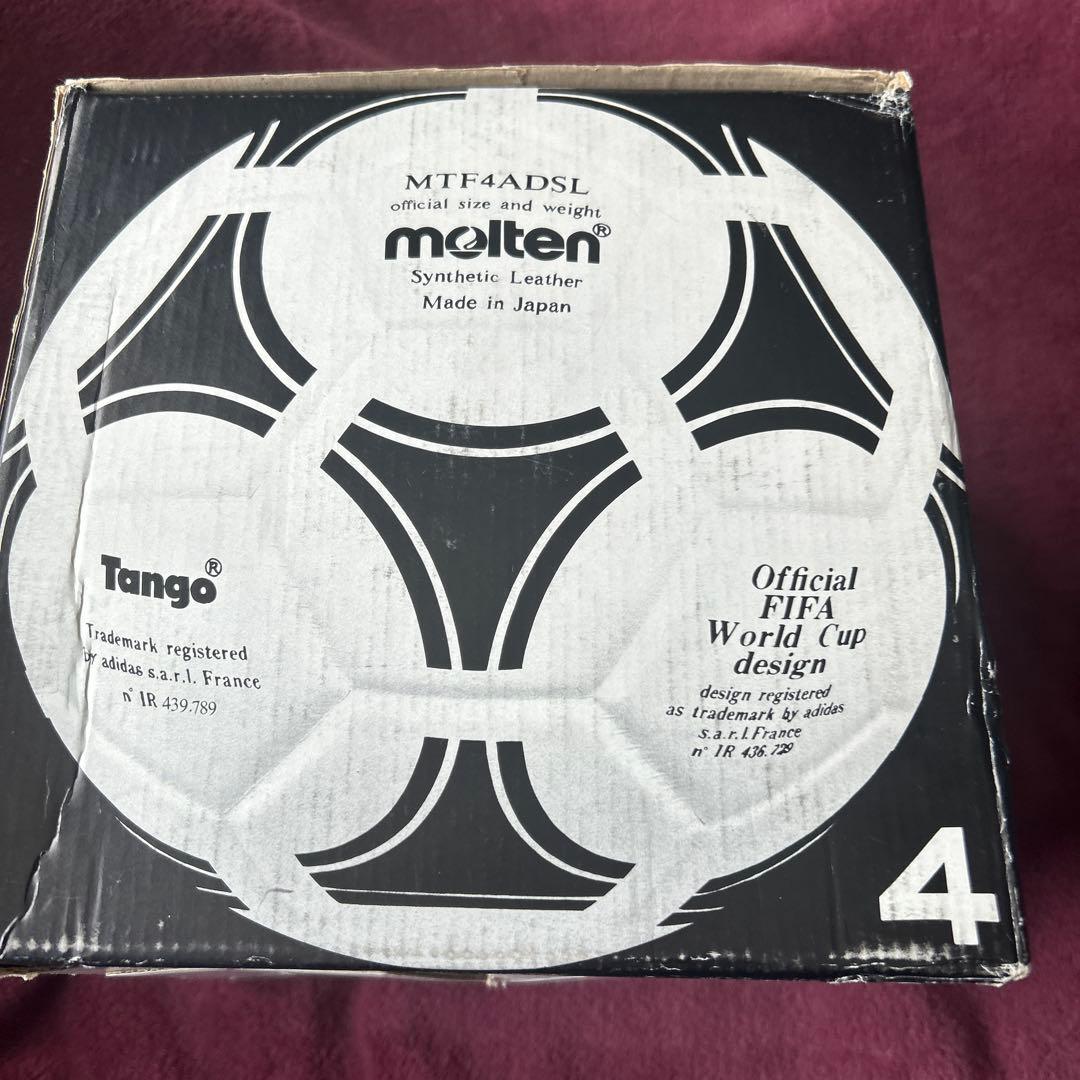 MTF4ADSL
official size and weight
molten®
Synthetic Leather
Made in Japan
Tango®
Trademark registered
by adidas s.a.r.l. France
n° IR 439.789
Official
FIFA
World Cup
design
design registered
as trademark by adidas
s.a.r.l.France
n° IR 436.729
4